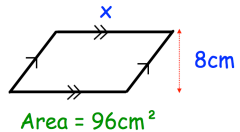 x
8cm
Area = 96cm²